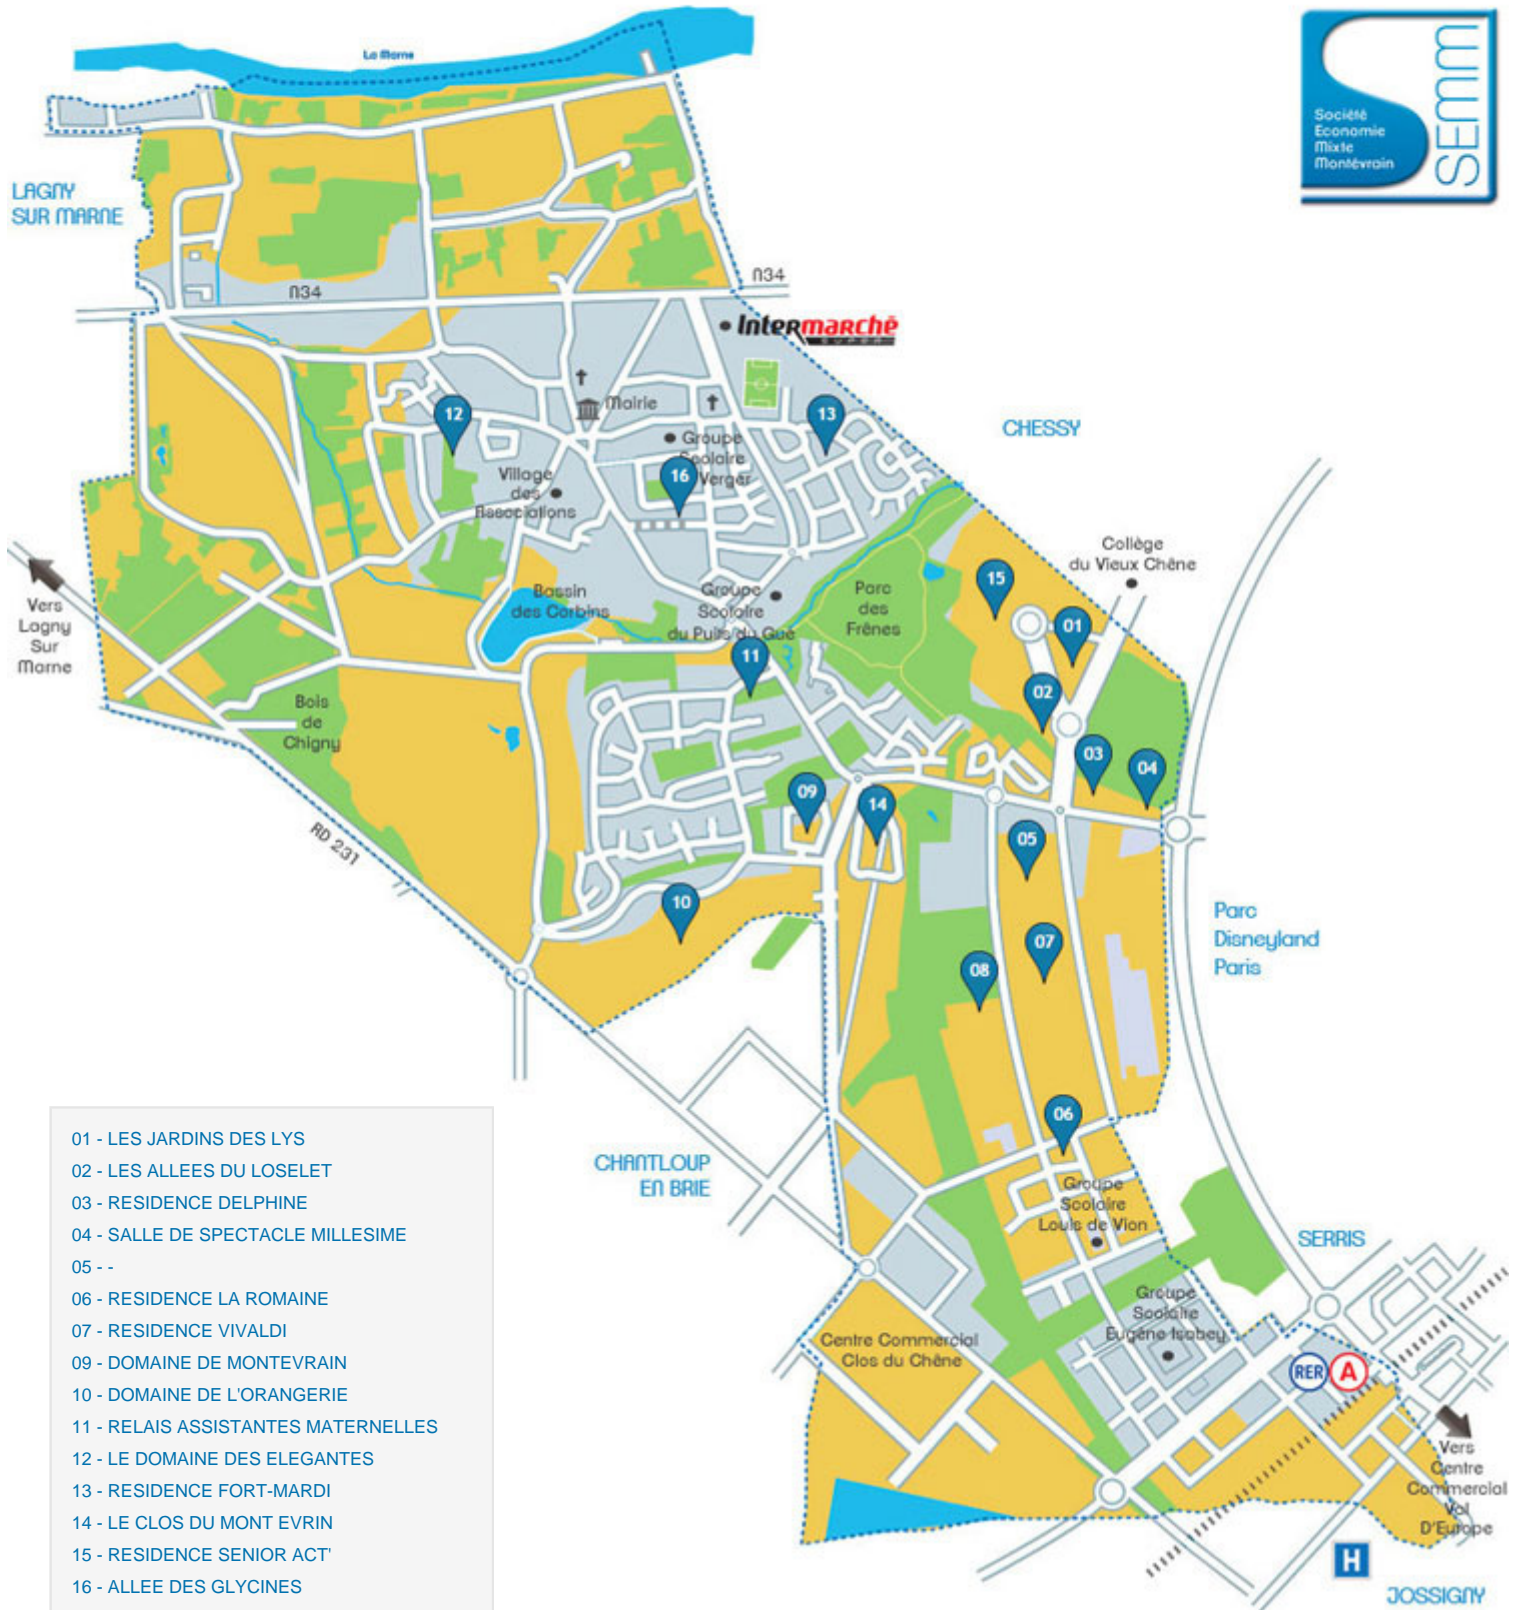 La Marne
Société
Economie
Mixte
Montévrain
SEMM
LAGNY
SUR MARNE
N34
N34
Intermarché
SUPER
CHESSY
Mairie
12
13
Groupe
Scolaire
Verger
16
Village
des
Associations
Collège
du Vieux Chêne
15
01
02
03
04
Vers
Lagny
Sur
Marne
Bassin
des Corbins
Groupe
Scolaire
du Puits du Gué
Parc
des
Frênes
11
Bois
de
Chigny
09
14
05
RD 231
10
07
08
Parc
Disneyland
Paris
06
CHANTLOUP
EN BRIE
Groupe
Scolaire
Louis de Vion
SERRIS
Groupe
Scolaire
Eugène Isabey
Centre Commercial
Clos du Chêne
RER A
Vers
Centre
Commercial
Val
D'Europe
H
JOSSIGNY
01 - LES JARDINS DES LYS
02 - LES ALLEES DU LOSELET
03 - RESIDENCE DELPHINE
04 - SALLE DE SPECTACLE MILLESIME
05 - -
06 - RESIDENCE LA ROMAINE
07 - RESIDENCE VIVALDI
09 - DOMAINE DE MONTEVRAIN
10 - DOMAINE DE L'ORANGERIE
11 - RELAIS ASSISTANTES MATERNELLES
12 - LE DOMAINE DES ELEGANTES
13 - RESIDENCE FORT-MARDI
14 - LE CLOS DU MONT EVRIN
15 - RESIDENCE SENIOR ACT'
16 - ALLEE DES GLYCINES